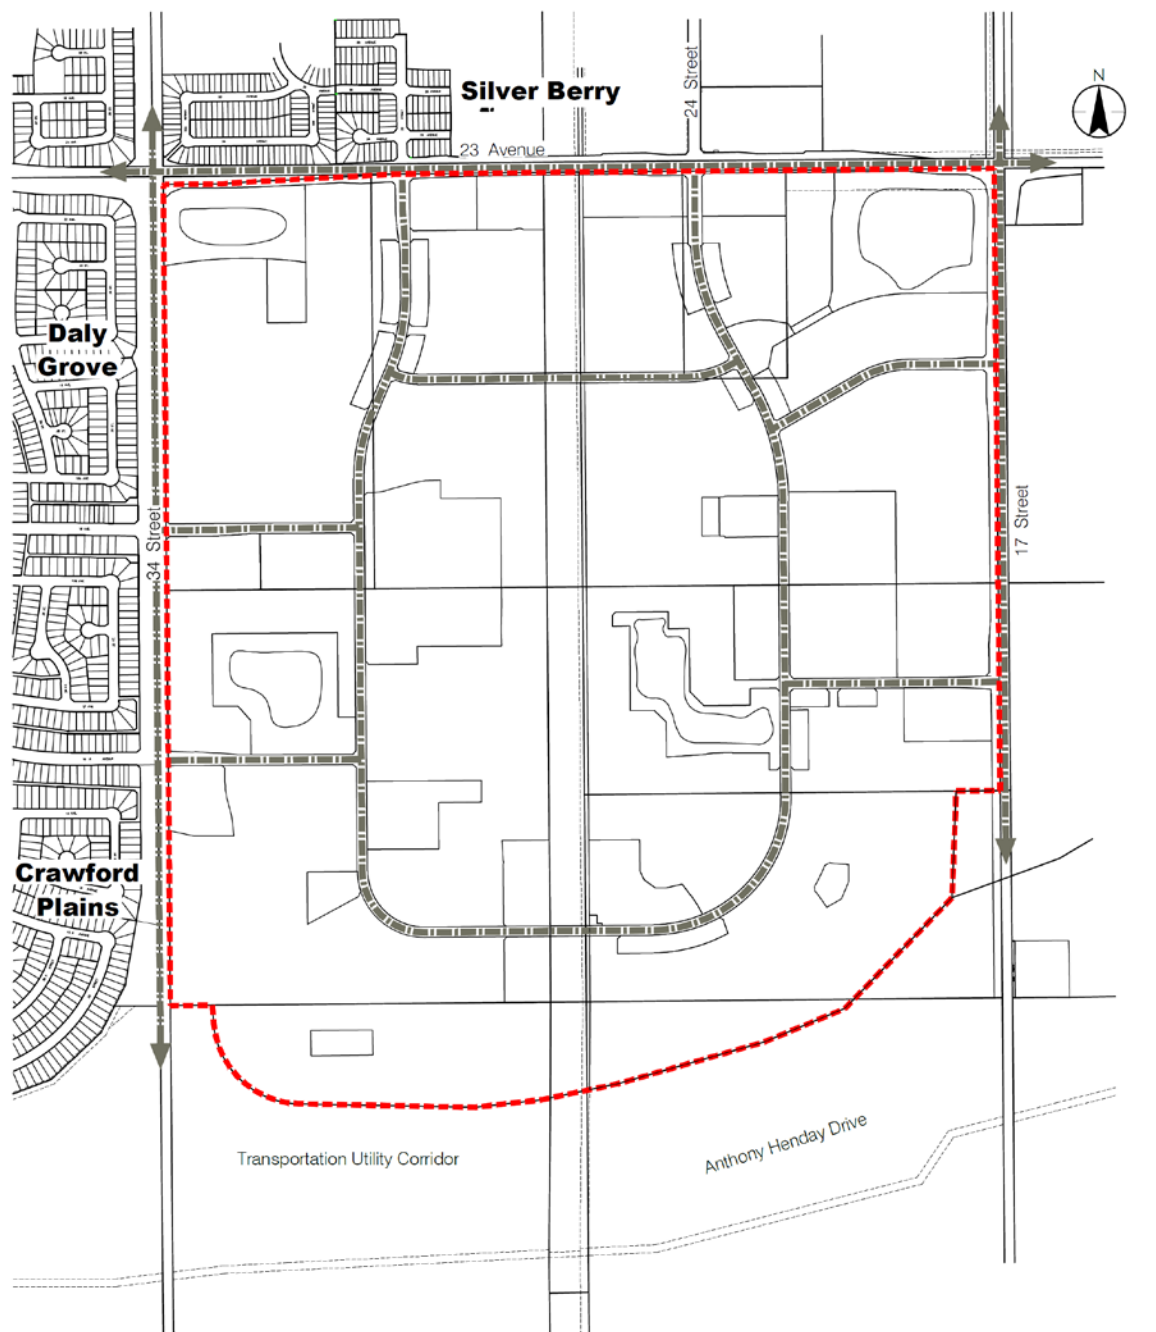 N
24 Street
Silver Berry
23 Avenue
Daly
Grove
34 Street
17 Street
Crawford
Plains
Transportation Utility Corridor
Anthony Henday Drive